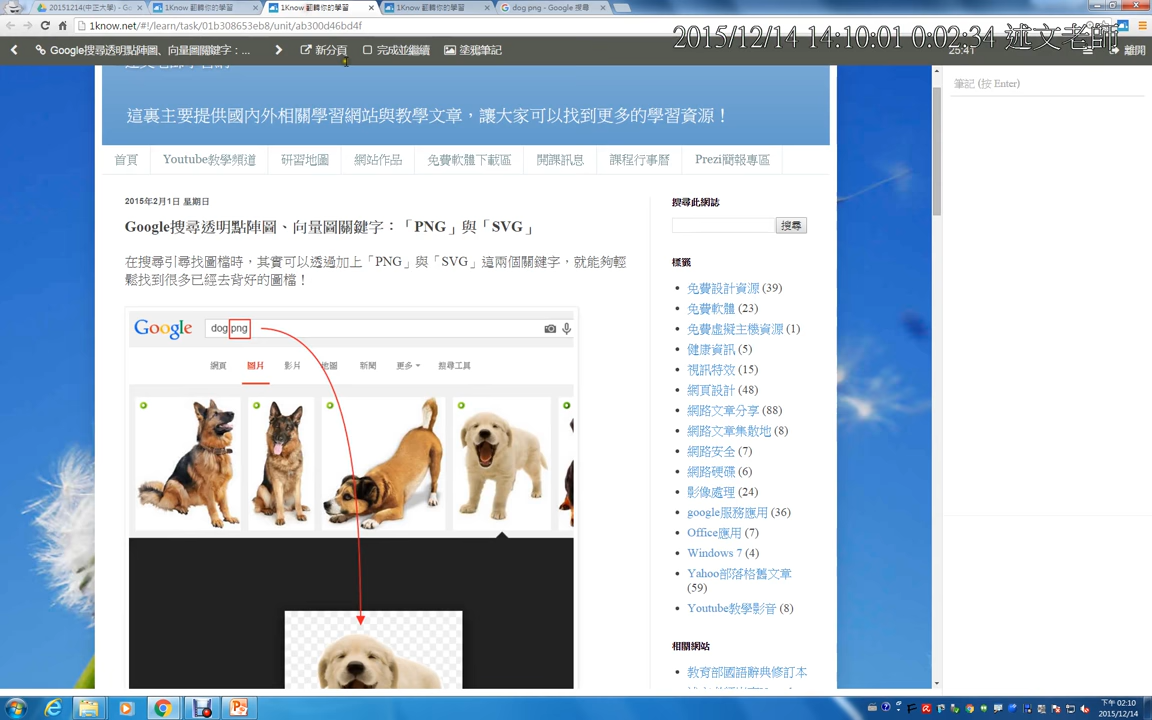 20151214(中正大學) - Go
1Know 翻轉你的學習
1Know 翻轉你的學習
1Know 翻轉你的學習
dog png - Google 搜尋
1know.net/#!/learn/task/01b308653eb8/unit/ab300d46bd4f
2015/12/14 14:10:01 0:02:34 述文老師
Google搜尋透明點陣圖、向量圖關鍵字：...
新分頁
完成並繼續
塗鴉筆記
25:41
離開
筆記 (按 Enter)
這裏主要提供國內外相關學習網站與教學文章，讓大家可以找到更多的學習資源！
首頁
Youtube教學頻道
研習地圖
網站作品
免費軟體下載區
開課訊息
課程行事曆
Prezi簡報專區
2015年2月1日 星期日
Google搜尋透明點陣圖、向量圖關鍵字：「PNG」與「SVG」
在搜尋引尋找圖檔時，其實可以透過加上「PNG」與「SVG」這兩個關鍵字，就能夠輕
鬆找到很多已經去背好的圖檔！
Google
dog png
網頁
圖片
影片
地圖
新聞
更多
搜尋工具
搜尋此網誌
搜尋
標籤
免費設計資源 (39)
免費軟體 (23)
免費虛擬主機資源 (1)
健康資訊 (5)
視訊特效 (15)
網頁設計 (48)
網路文章分享 (88)
網路文章集散地 (8)
網路安全 (7)
網路硬碟 (6)
影像處理 (24)
google服務應用 (36)
Office應用 (7)
Windows 7 (4)
Yahoo部落格舊文章
(59)
Youtube教學影音 (8)
相關網站
教育部國語辭典修訂本
下午 02:10
2015/12/14